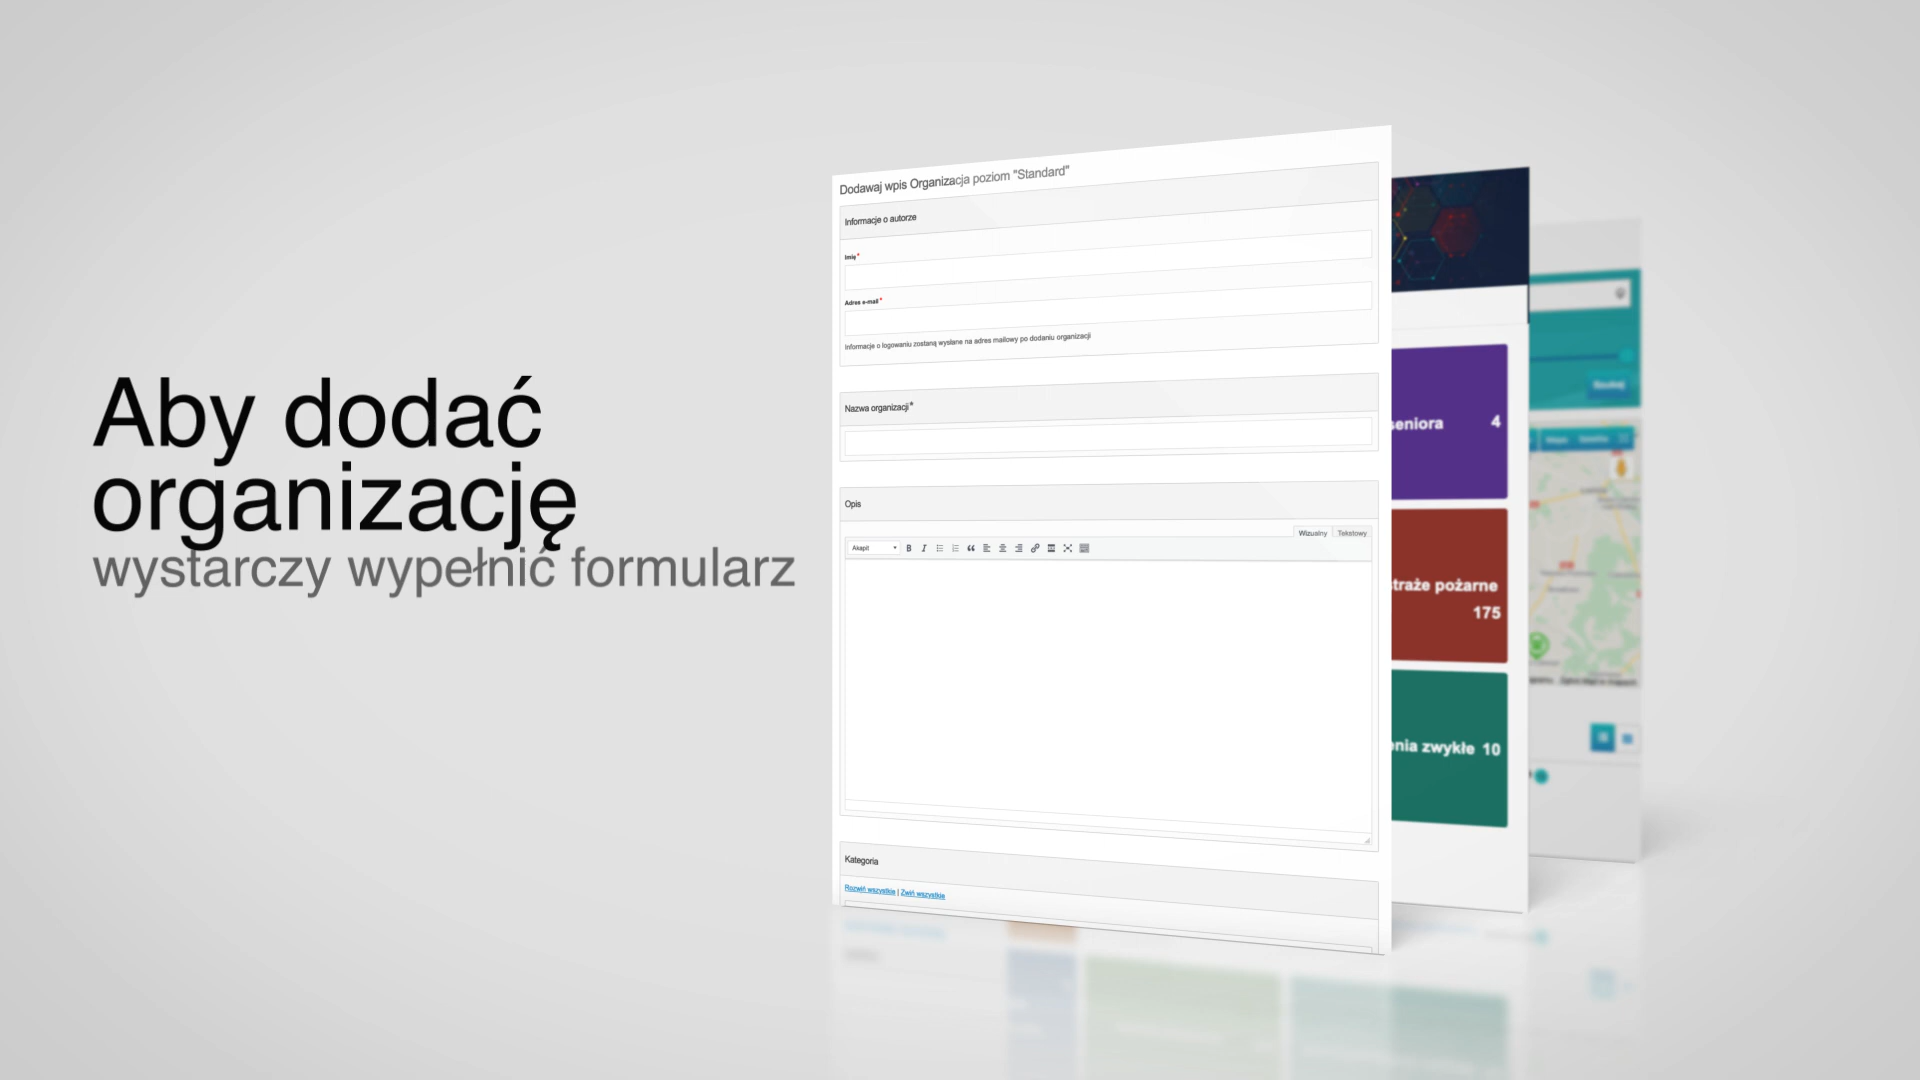 Aby dodać
organizację
wystarczy wypełnić formularz
Dodawaj wpis Organizacja poziom "Standard"
Informacje o autorze
Imię*
Adres e-mail*
Informacje o logowaniu zostaną wysłane na adres mailowy po dodaniu organizacji
Nazwa organizacji*
Opis
Wizualny Tekstowy
Akapit
Kategoria
Rozwiń wszystkie | Zwiń wszystkie
seniora 4
straże pożarne
175
enia zwykłe 10
Szukaj